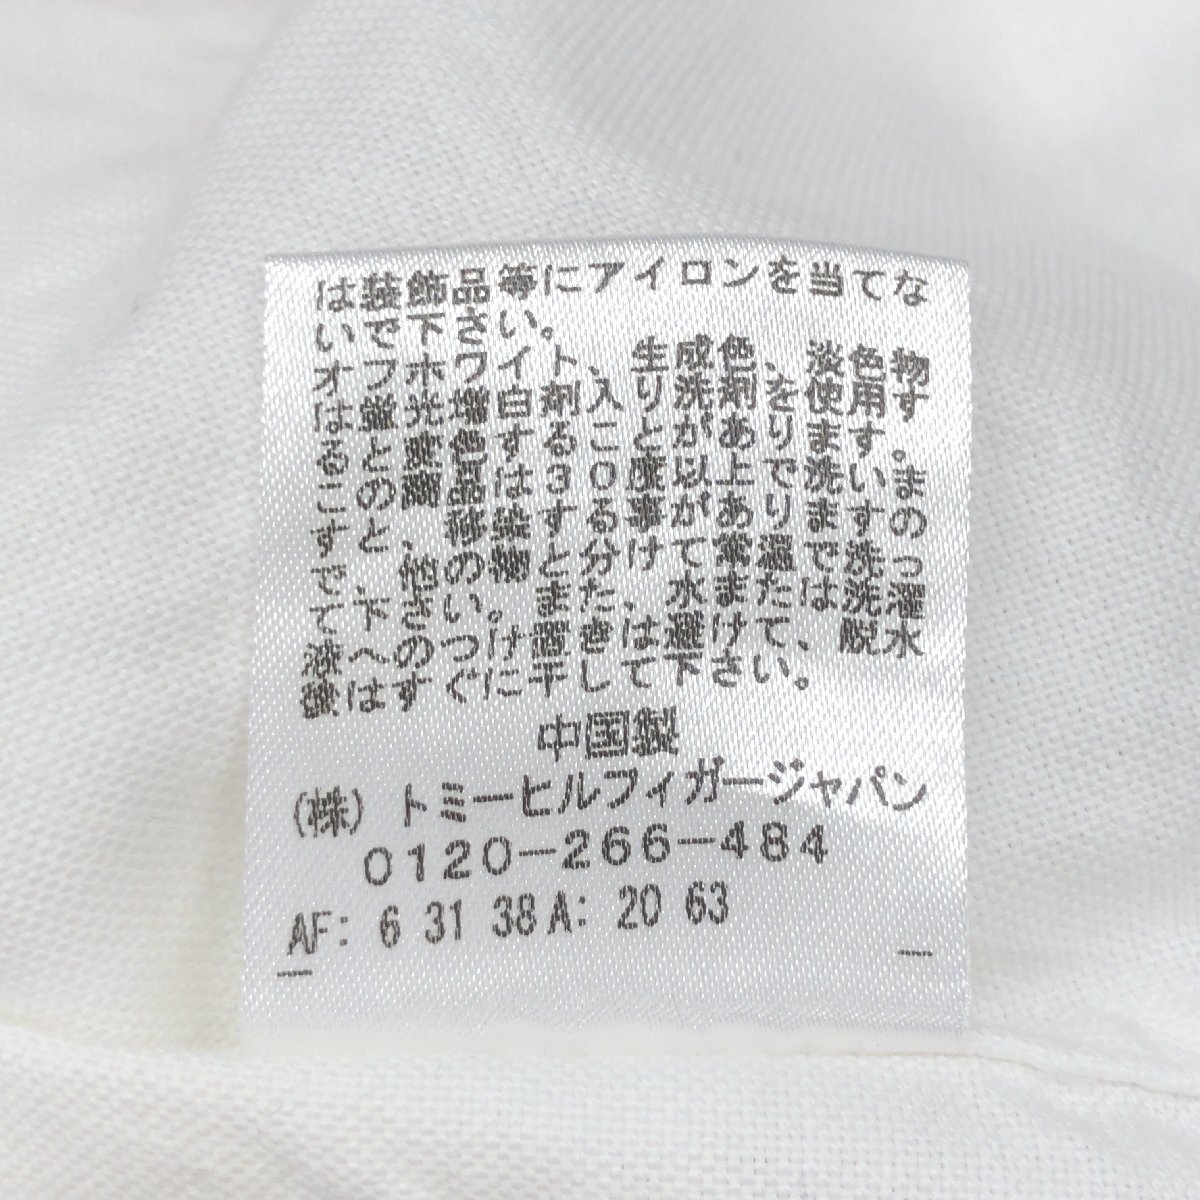 は装飾品等にアイロンを当てな
いで下さい。
オフホワイト、生成色、淡色物
は蛍光増白剤入り洗剤を使用す
ると変色することがあります。
この商品は30度以上で洗いま
すと、移染する事がありますの
で、他の物と分けて常温で洗っ
て下さい。また、水または洗濯
液へのつけ置きは避けて、脱水
後はすぐに干して下さい。
中国製
(株) トミーヒルフィガージャパン
0120-266-484
AF: 6 31 38 A: 20 63